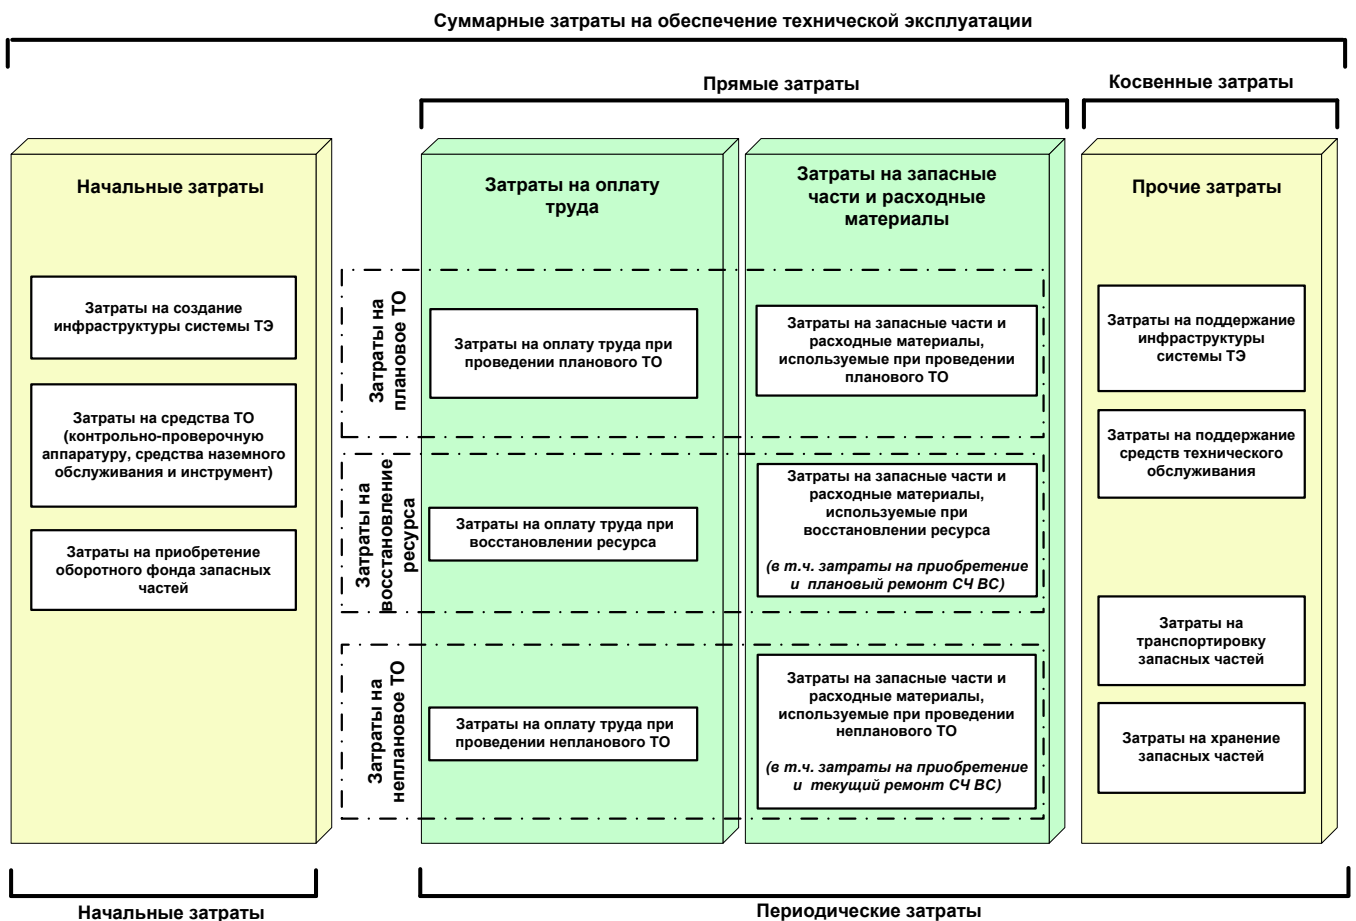 Суммарные затраты на обеспечение технической эксплуатации
Прямые затраты
Косвенные затраты
Начальные затраты
Затраты на создание
инфраструктуры системы ТЭ
Затраты на средства ТО
(контрольно-проверочную
аппаратуру, средства наземного
обслуживания и инструмент)
Затраты на приобретение
оборотного фонда запасных
частей
Затраты на
плановое ТО
Затраты на
восстановление
ресурса
Затраты на
неплановое ТО
Затраты на оплату
труда
Затраты на оплату труда при
проведении планового ТО
Затраты на оплату труда при
восстановлении ресурса
Затраты на оплату труда при
проведении непланового ТО
Затраты на запасные
части и расходные
материалы
Затраты на запасные части и
расходные материалы,
используемые при проведении
планового ТО
Затраты на запасные части и
расходные материалы,
используемые при
восстановлении ресурса
(в т.ч. затраты на приобретение
и плановый ремонт СЧ ВС)
Затраты на запасные части и
расходные материалы,
используемые при проведении
непланового ТО
(в т.ч. затраты на приобретение
и текущий ремонт СЧ ВС)
Прочие затраты
Затраты на поддержание
инфраструктуры
системы ТЭ
Затраты на поддержание
средств технического
обслуживания
Затраты на
транспортировку
запасных частей
Затраты на хранение
запасных частей
Начальные затраты
Периодические затраты